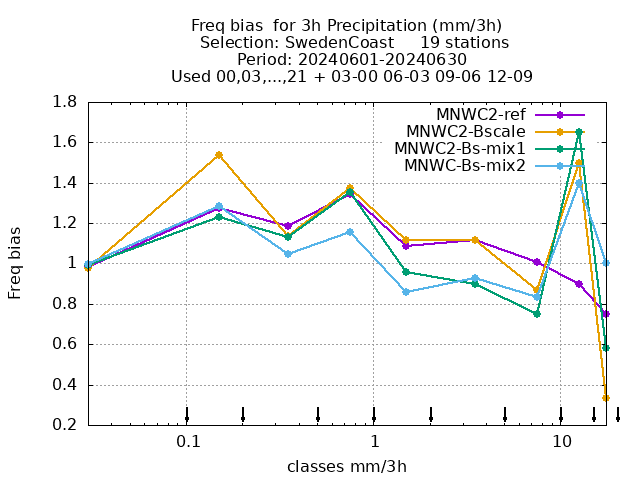 Freq bias  for 3h Precipitation (mm/3h)
Selection: SwedenCoast     19 stations
Period: 20240601-20240630
Used 00,03,...,21 + 03-00 06-03 09-06 12-09
MNWC2-ref
MNWC2-Bscale
MNWC2-Bs-mix1
MNWC-Bs-mix2
1.8
1.6
1.4
1.2
1
0.8
0.6
0.4
0.2
Freq bias
0.1 1 10
classes mm/3h